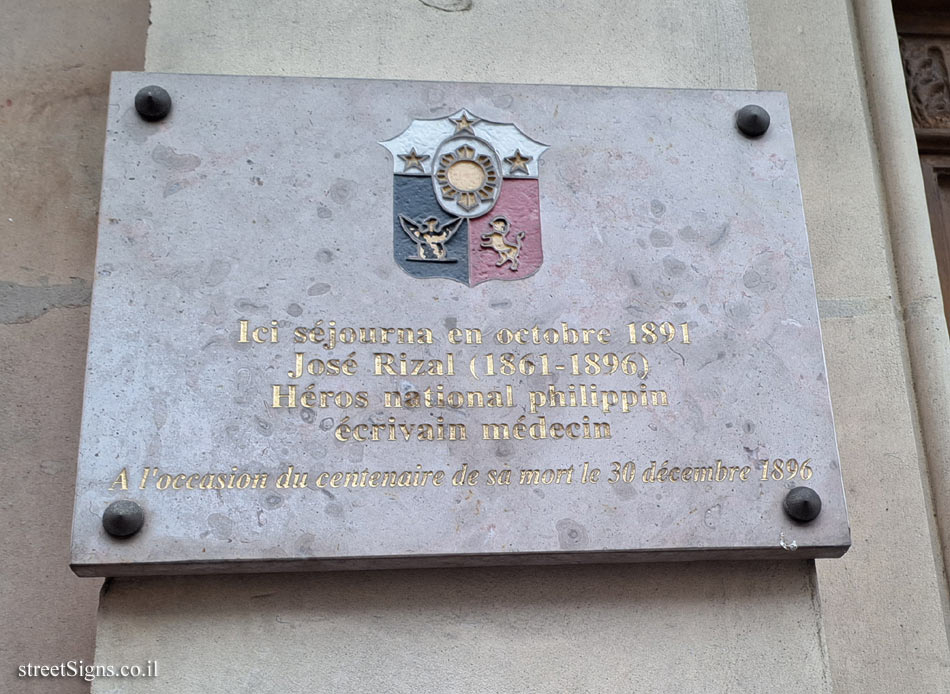 Ici séjourna en octobre 1891
José Rizal (1861-1896)
Héros national philippin
écrivain médecin
A l'occasion du centenaire de sa mort le 30 décembre 1896
streetSigns.co.il